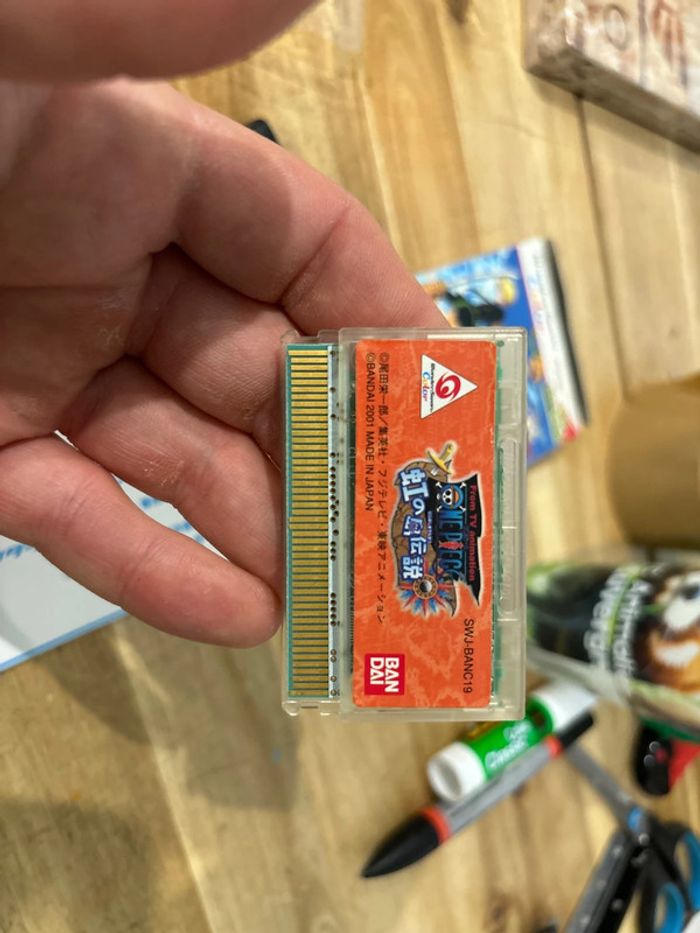 WonderSwan
Color
From TV animation
ONE PIECE
虹の島伝説
SWJ-BANC19
©尾田栄一郎／集英社・フジテレビ・東映アニメーション
©BANDAI 2001 MADE IN JAPAN
BAN
DAI